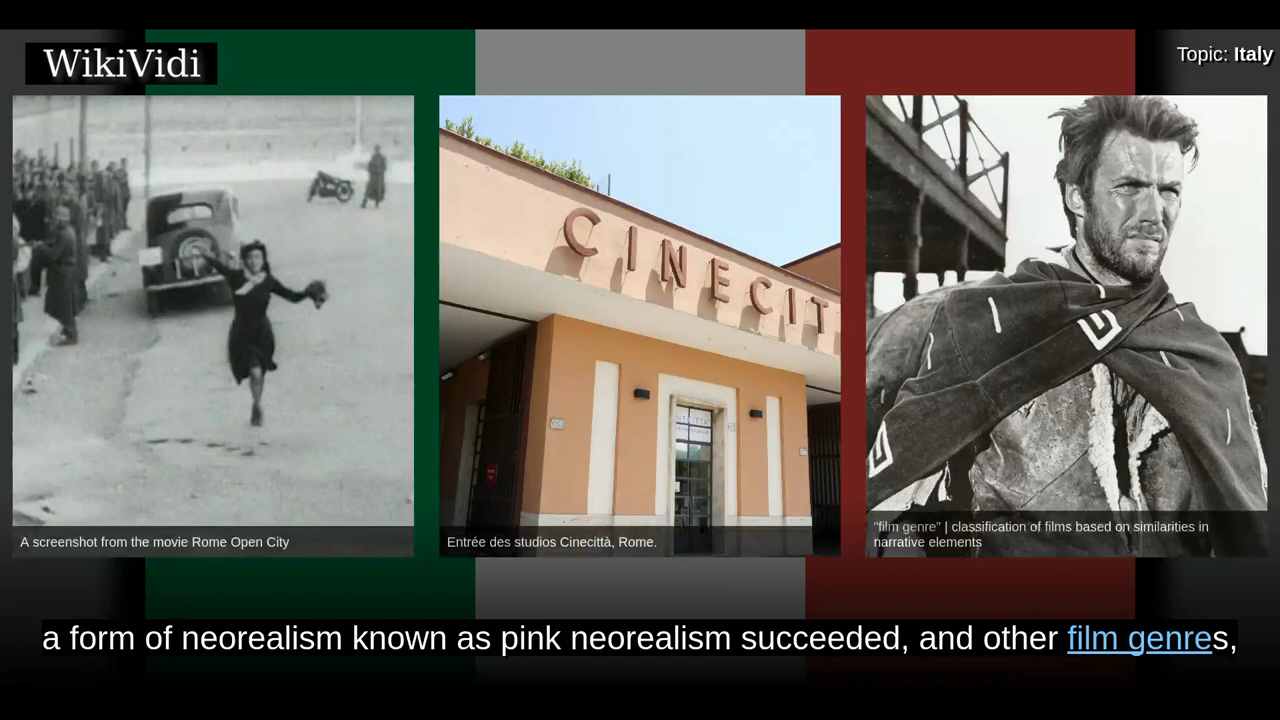 WikiVidi
Topic: Italy
CINECIT
A screenshot from the movie Rome Open City
Entrée des studios Cinecittà, Rome.
"film genre" | classification of films based on similarities in
narrative elements
a form of neorealism known as pink neorealism succeeded, and other film genres,